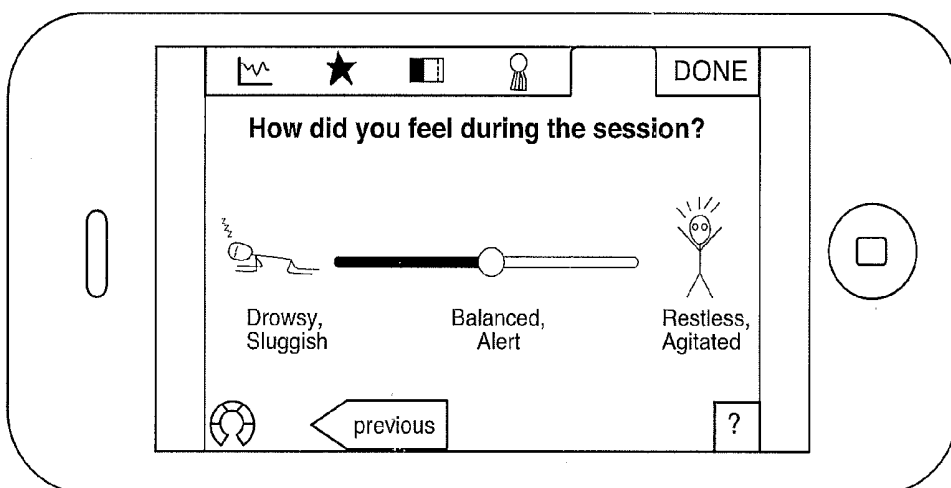 DONE
How did you feel during the session?
z z z
Drowsy,
Sluggish
Balanced,
Alert
Restless,
Agitated
previous
?